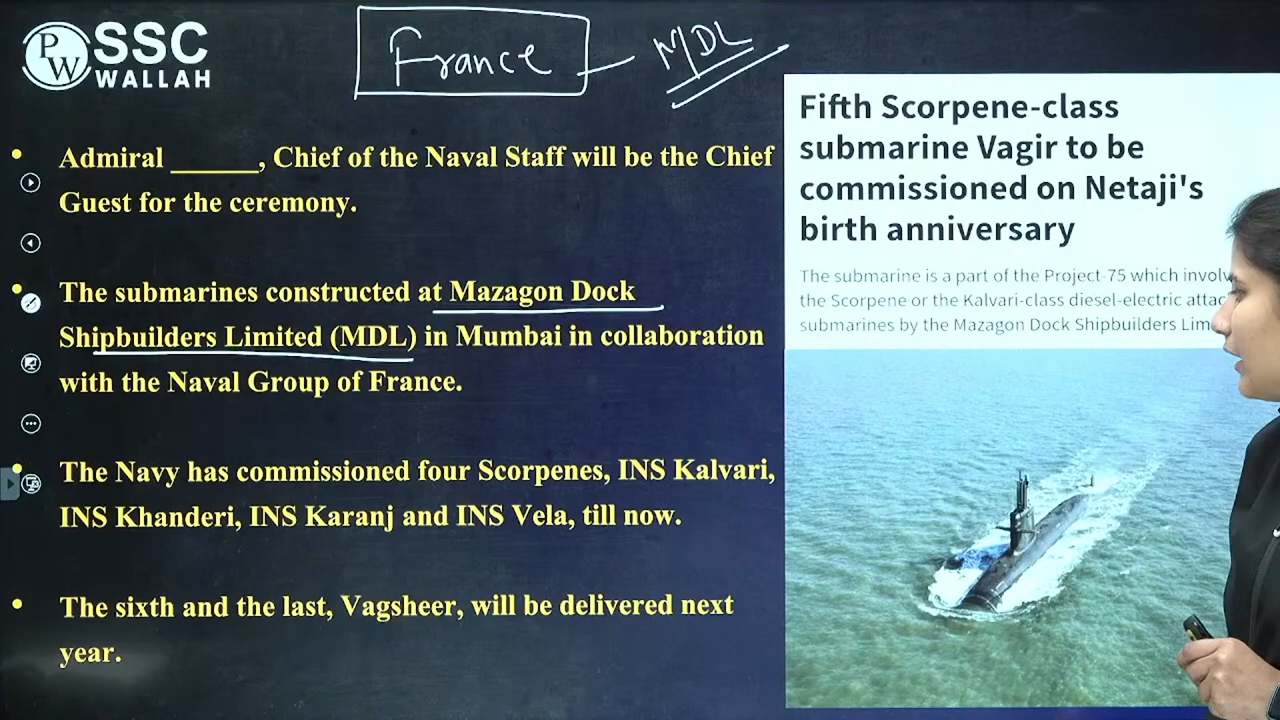 PW
SSC
WALLAH
France - MDL
• Admiral ______, Chief of the Naval Staff will be the Chief
Guest for the ceremony.
• The submarines constructed at Mazagon Dock
Shipbuilders Limited (MDL) in Mumbai in collaboration
with the Naval Group of France.
• The Navy has commissioned four Scorpenes, INS Kalvari,
INS Khanderi, INS Karanj and INS Vela, till now.
• The sixth and the last, Vagsheer, will be delivered next
year.
Fifth Scorpene-class
submarine Vagir to be
commissioned on Netaji's
birth anniversary
The submarine is a part of the Project-75 which involv
the Scorpene or the Kalvari-class diesel-electric attac
submarines by the Mazagon Dock Shipbuilders Lim